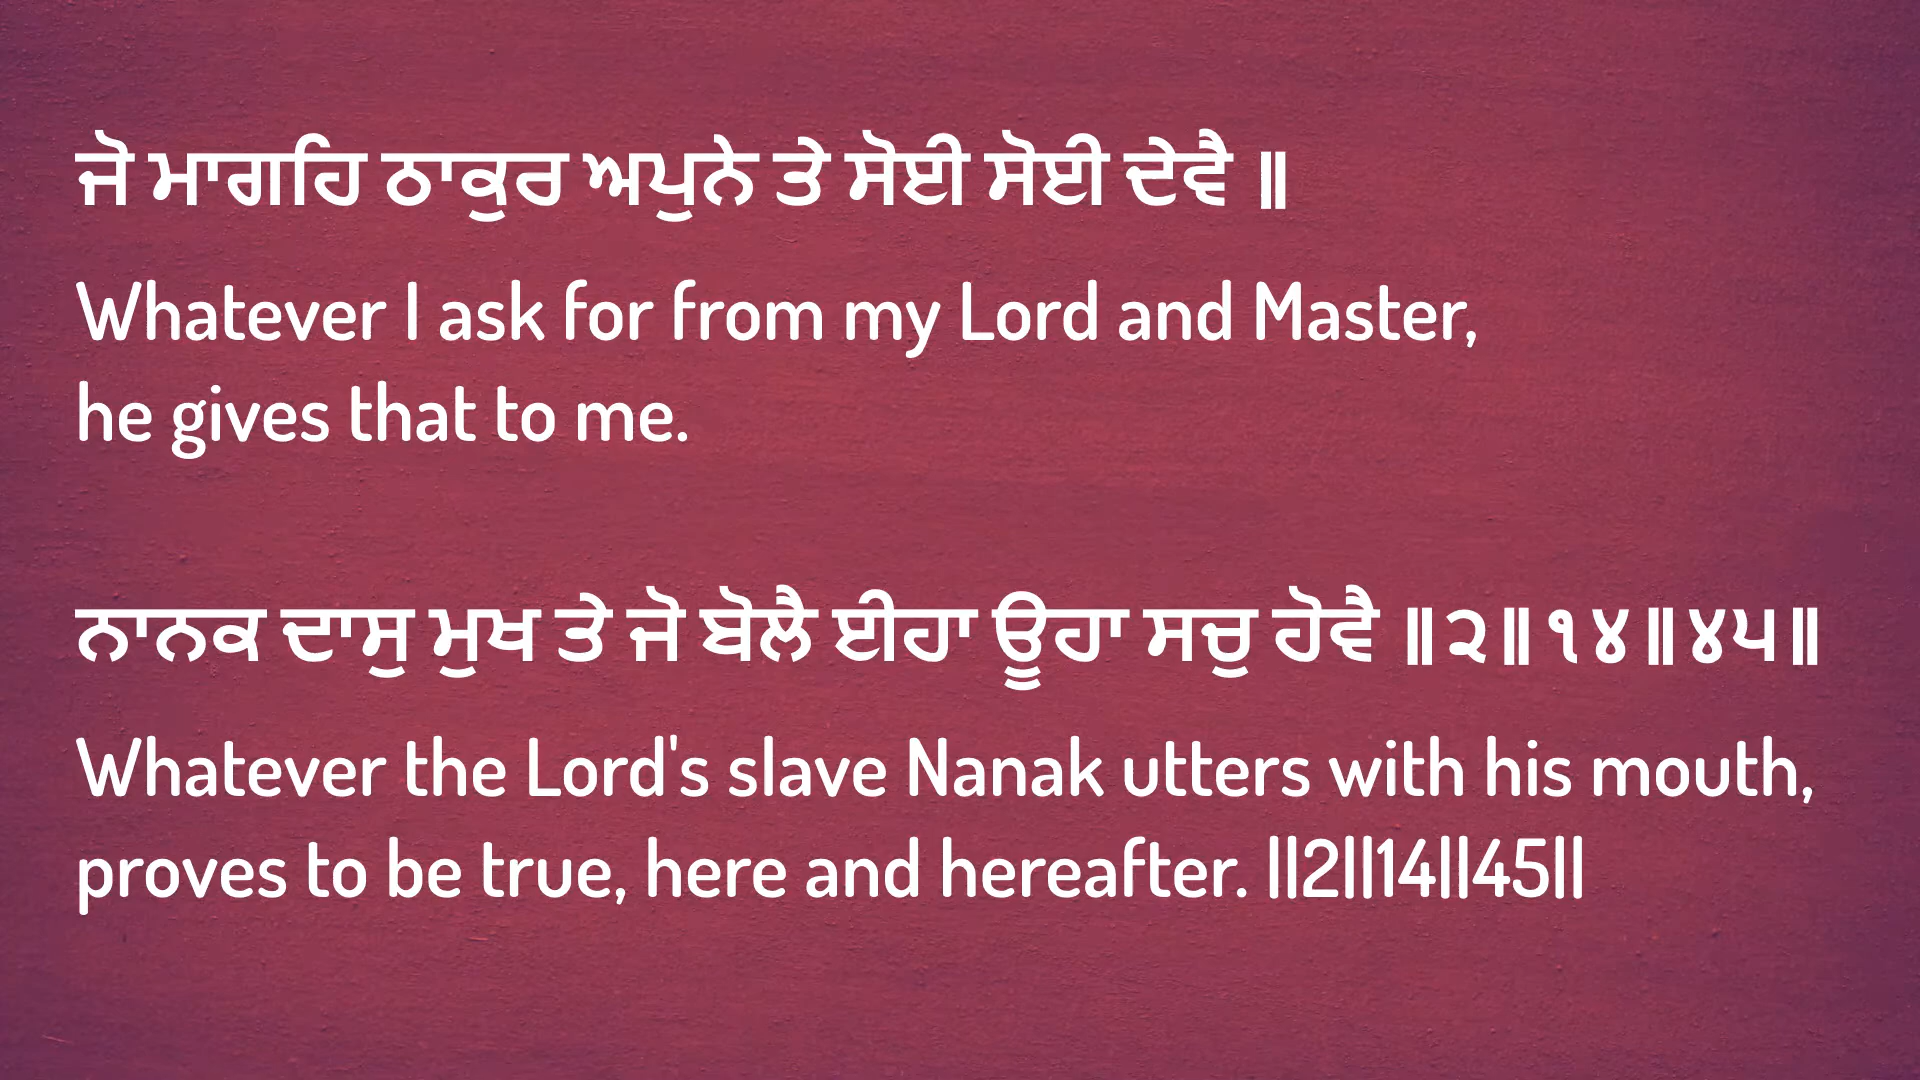 ਜੋ ਮਾਗਹਿ ਠਾਕੁਰ ਅਪੁਨੇ ਤੇ ਸੋਈ ਸੋਈ ਦੇਵੈ ॥
Whatever I ask for from my Lord and Master,
he gives that to me.
ਨਾਨਕ ਦਾਸੁ ਮੁਖ ਤੇ ਜੋ ਬੋਲੈ ਈਹਾ ਊਹਾ ਸਚੁ ਹੋਵੈ ॥੨॥੧੪॥੪੫॥
Whatever the Lord's slave Nanak utters with his mouth,
proves to be true, here and hereafter. ||2||14||45||